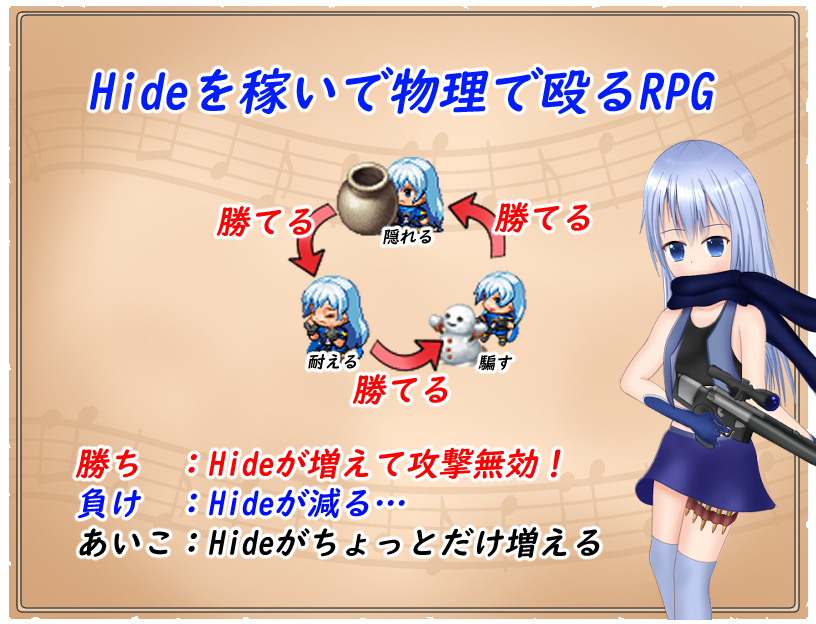 Hideを稼いで物理で殴るRPG
勝てる
勝てる
隠れる
耐える
騙す
勝てる
勝ち　：Hideが増えて攻撃無効！
負け　：Hideが減る…
あいこ：Hideがちょっとだけ増える